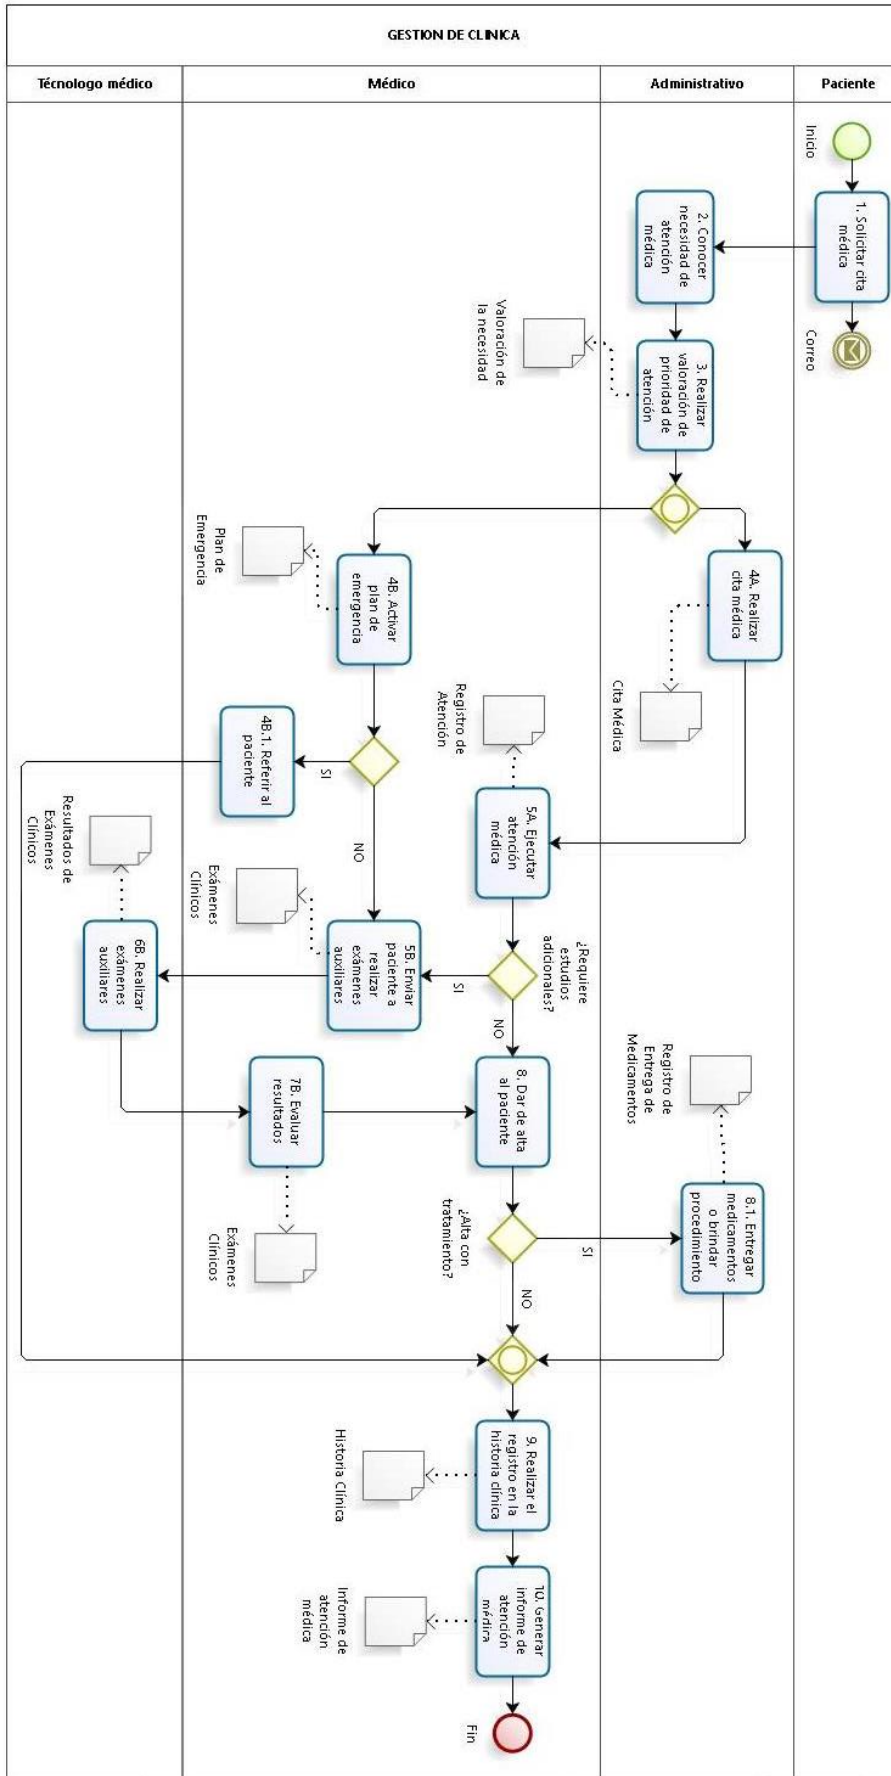 GESTION DE CLINICA
Técnologo médico
Médico
Administrativo
Paciente
Inicio
1. Solicitar cita
médica
Correo
2. Conocer
necesidad de
atención
médica
3. Realizar
valoración de
prioridad de
atención
Valoración de
la necesidad
4A. Realizar
cita médica
Cita Médica
4B. Activar
plan de
emergencia
Plan de
Emergencia
4B.1. Referir al
paciente
SI
NO
5A. Ejecutar
atención
médica
Registro de
Atención
¿Requiere
estudios
adicionales?
SI
NO
5B. Enviar
paciente a
realizar
exámenes
auxiliares
Exámenes
Clínicos
6B. Realizar
exámenes
auxiliares
Resultados de
Exámenes
Clínicos
7B. Evaluar
resultados
Exámenes
Clínicos
8. Dar de alta
al paciente
¿Alta con
tratamiento?
SI
NO
8.1. Entregar
medicamentos
o brindar
procedimiento
Registro de
Entrega de
Medicamentos
9. Realizar el
registro en la
historia clínica
Historia Clínica
10. Generar
informe de
atención
médica
Informe de
atención
médica
Fin